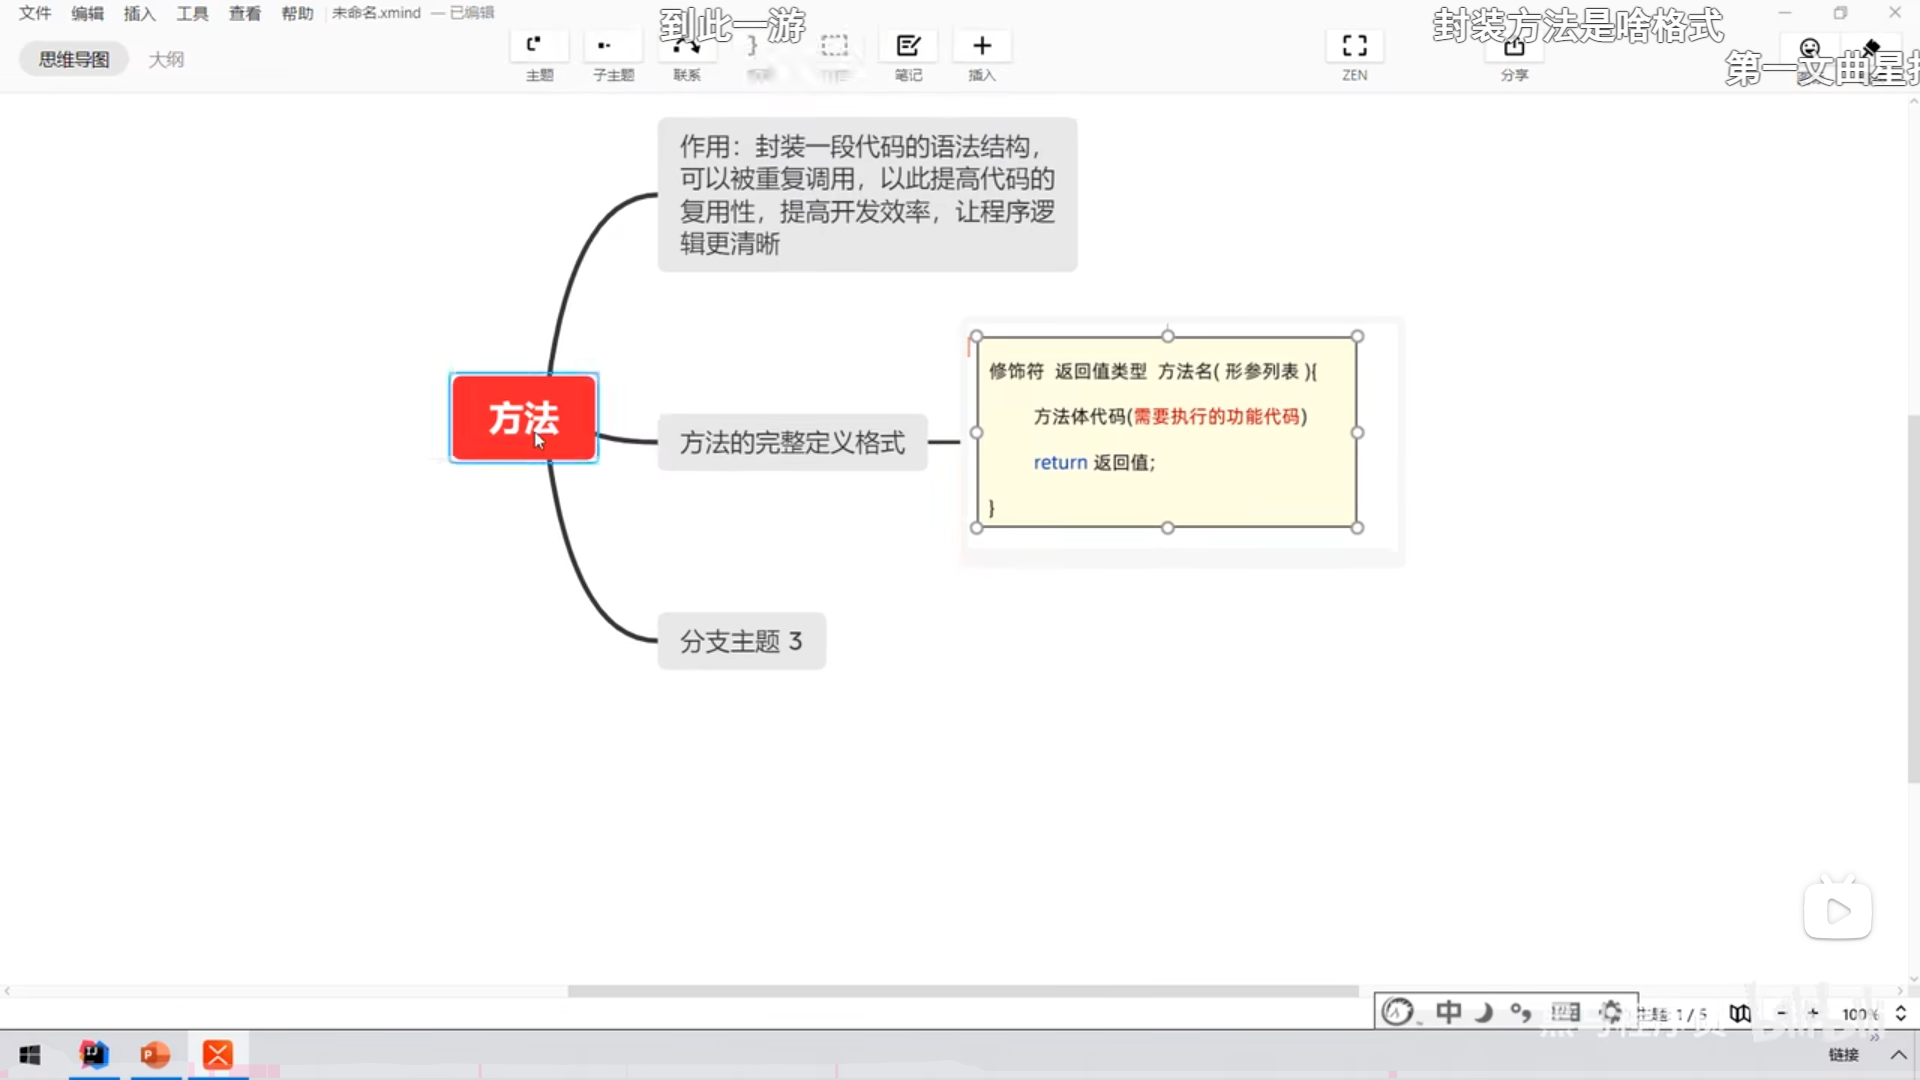 文件 编辑 插入 工具 查看 帮助 未命名.xmind — 已编辑
到此一游
封装方法是啥格式
第一文曲星
思维导图 大纲
主题 子主题 联系 笔记 插入 ZEN 分享
作用：封装一段代码的语法结构，
可以被重复调用，以此提高代码的
复用性，提高开发效率，让程序逻
辑更清晰
方法
方法的完整定义格式
修饰符 返回值类型 方法名( 形参列表 ){
方法体代码(需要执行的功能代码)
return 返回值;
}
分支主题 3
中
主题: 1 / 5
100%
链接